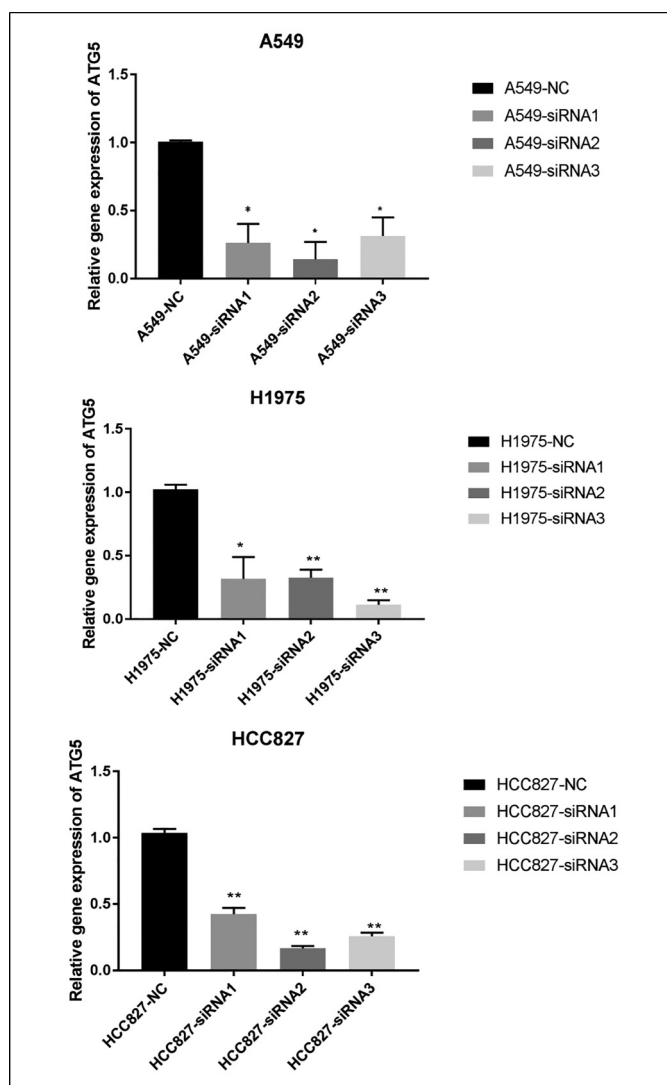 A549
Relative gene expression of ATG5
1.5
1.0
0.5
0.0
*
*
*
A549-NC
A549-siRNA1
A549-siRNA2
A549-siRNA3
A549-NC
A549-siRNA1
A549-siRNA2
A549-siRNA3
H1975
Relative gene expression of ATG5
1.5
1.0
0.5
0.0
*
**
**
H1975-NC
H1975-siRNA1
H1975-siRNA2
H1975-siRNA3
H1975-NC
H1975-siRNA1
H1975-siRNA2
H1975-siRNA3
HCC827
Relative gene expression of ATG5
1.5
1.0
0.5
0.0
**
**
**
HCC827-NC
HCC827-siRNA1
HCC827-siRNA2
HCC827-siRNA3
HCC827-NC
HCC827-siRNA1
HCC827-siRNA2
HCC827-siRNA3